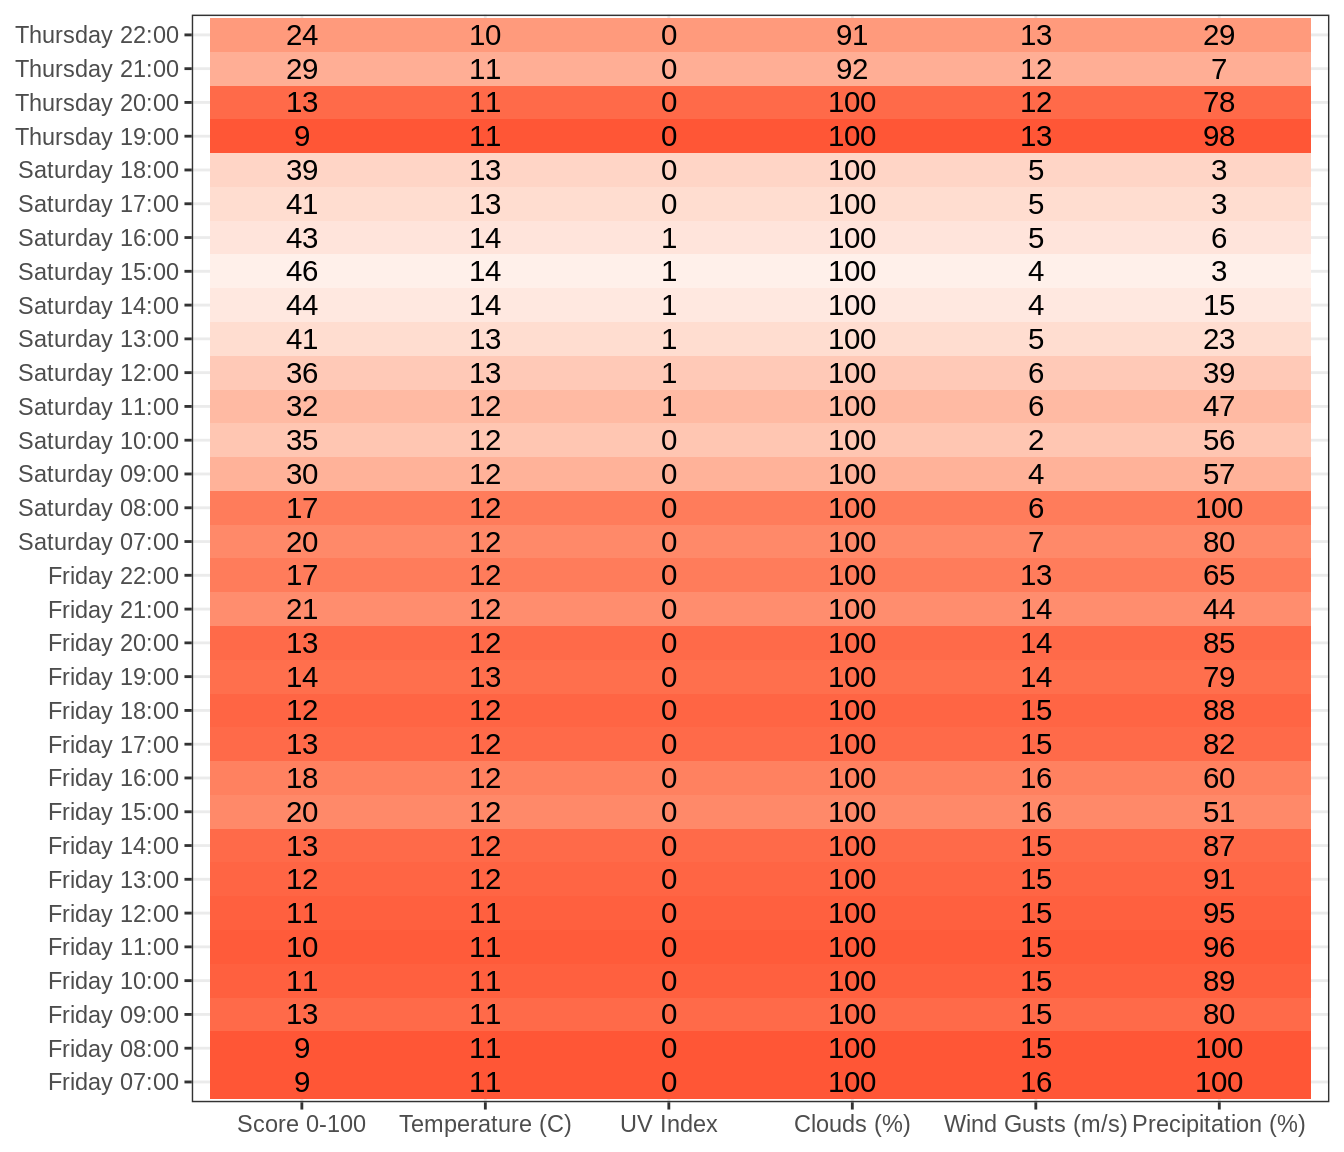 Thursday 22:00 24 10 0 91 13 29
Thursday 21:00 29 11 0 92 12 7
Thursday 20:00 13 11 0 100 12 78
Thursday 19:00 9 11 0 100 13 98
Saturday 18:00 39 13 0 100 5 3
Saturday 17:00 41 13 0 100 5 3
Saturday 16:00 43 14 1 100 5 6
Saturday 15:00 46 14 1 100 4 3
Saturday 14:00 44 14 1 100 4 15
Saturday 13:00 41 13 1 100 5 23
Saturday 12:00 36 13 1 100 6 39
Saturday 11:00 32 12 1 100 6 47
Saturday 10:00 35 12 0 100 2 56
Saturday 09:00 30 12 0 100 4 57
Saturday 08:00 17 12 0 100 6 100
Saturday 07:00 20 12 0 100 7 80
Friday 22:00 17 12 0 100 13 65
Friday 21:00 21 12 0 100 14 44
Friday 20:00 13 12 0 100 14 85
Friday 19:00 14 13 0 100 14 79
Friday 18:00 12 12 0 100 15 88
Friday 17:00 13 12 0 100 15 82
Friday 16:00 18 12 0 100 16 60
Friday 15:00 20 12 0 100 16 51
Friday 14:00 13 12 0 100 15 87
Friday 13:00 12 12 0 100 15 91
Friday 12:00 11 11 0 100 15 95
Friday 11:00 10 11 0 100 15 96
Friday 10:00 11 11 0 100 15 89
Friday 09:00 13 11 0 100 15 80
Friday 08:00 9 11 0 100 15 100
Friday 07:00 9 11 0 100 16 100
Score 0-100 Temperature (C) UV Index Clouds (%) Wind Gusts (m/s) Precipitation (%)